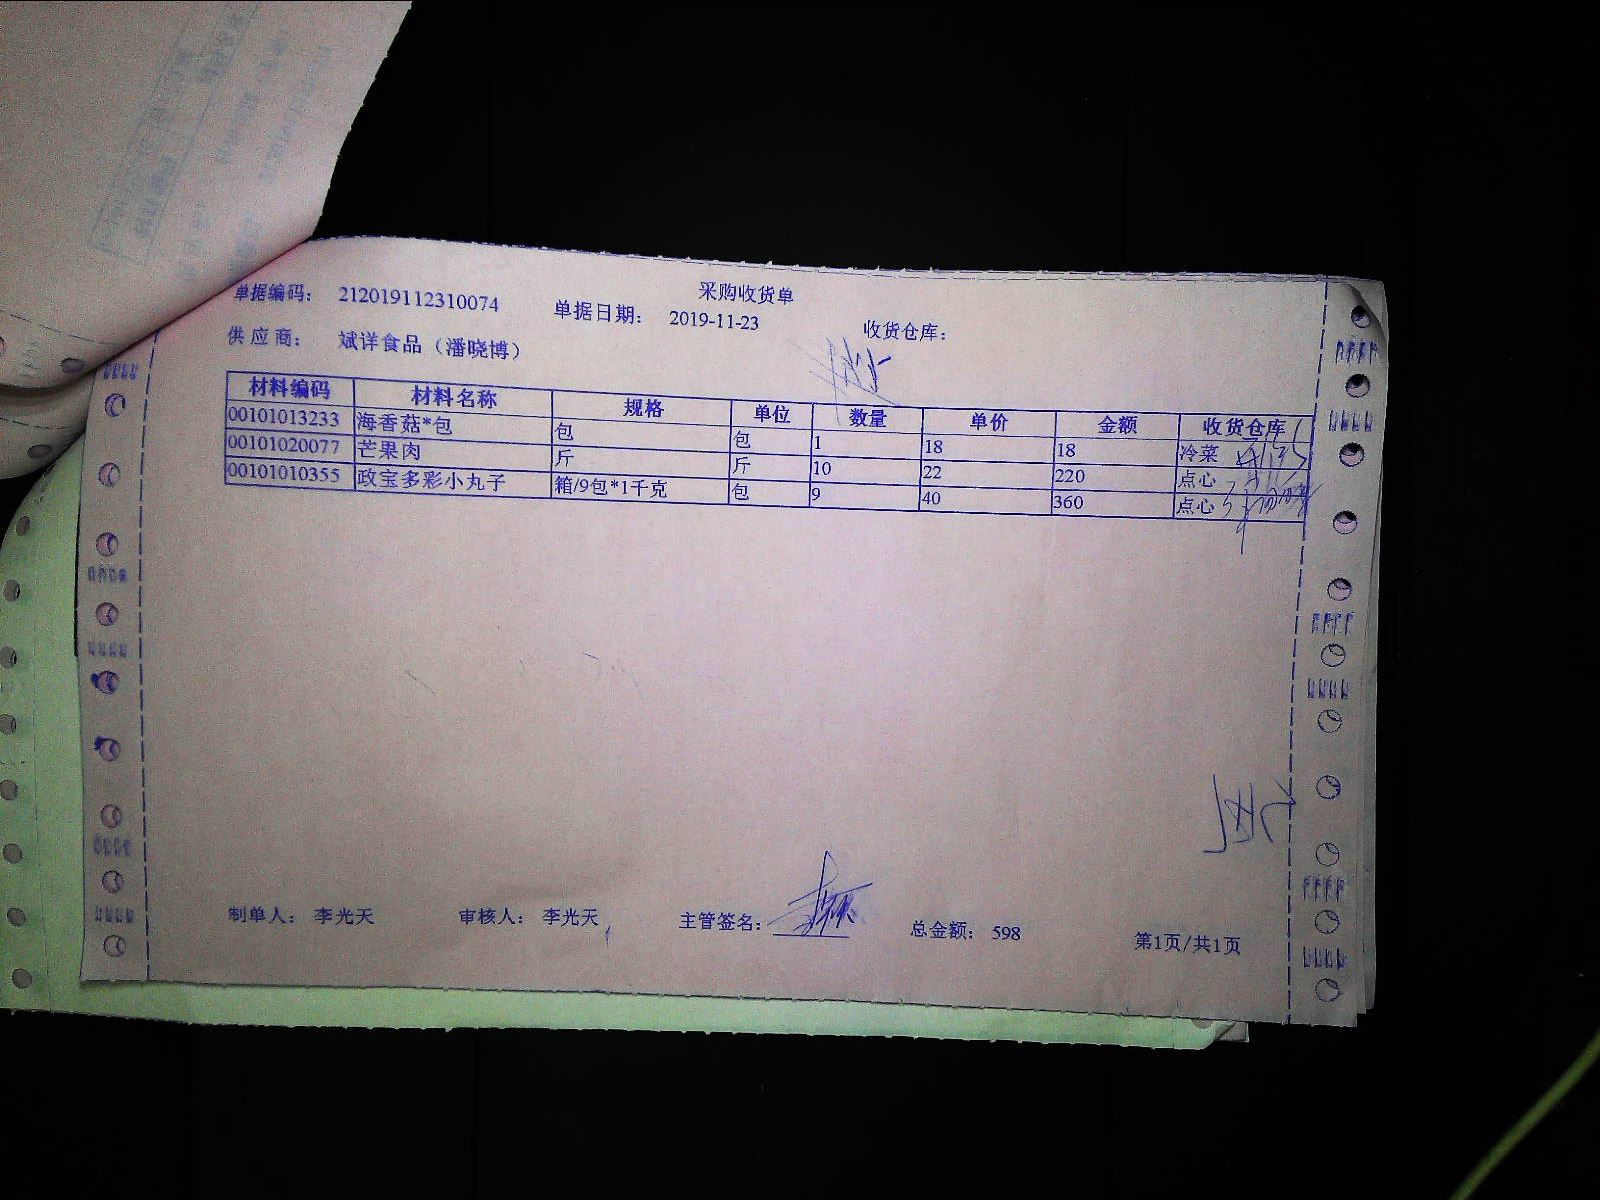 采购收货单
单据编码： 212019112310074 单据日期： 2019-11-23 收货仓库：
供应商： 斌洋食品（潘晓博）
材料编码 材料名称 规格 单位 数量 单价 金额 收货仓库
00101013233 海香菇*包 包 包 1 18 18 冷菜
00101020077 芒果肉 斤 斤 10 22 220 点心
00101010355 政宝多彩小丸子 箱/9包*1千克 包 9 40 360 点心
制单人： 李光天 审核人： 李光天 主管签名： 总金额： 598 第1页/共1页